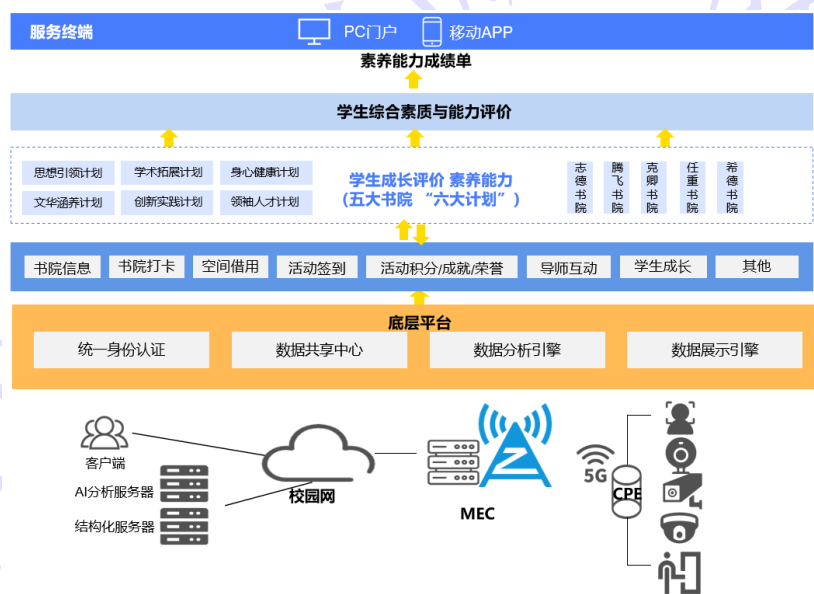 服务终端
PC门户
移动APP
素养能力成绩单
学生综合素质与能力评价
思想引领计划
学术拓展计划
身心健康计划
文华涵养计划
创新实践计划
领袖人才计划
学生成长评价 素养能力
(五大书院 “六大计划” )
志德书院
腾飞书院
克卿书院
任重书院
希德书院
书院信息
书院打卡
空间借用
活动签到
活动积分/成就/荣誉
导师互动
学生成长
其他
底层平台
统一身份认证
数据共享中心
数据分析引擎
数据展示引擎
客户端
AI分析服务器
结构化服务器
校园网
MEC
5G
CPE